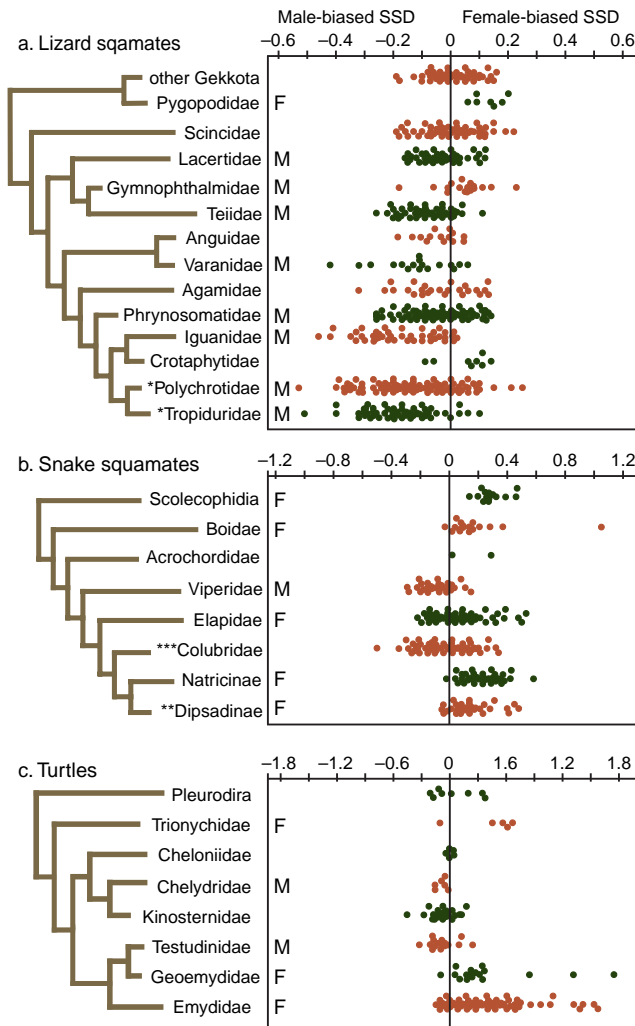 Male-biased SSD Female-biased SSD
a. Lizard sqamates
−0.6 −0.4 −0.2 0 0.2 0.4 0.6
other Gekkota
Pygopodidae F
Scincidae
Lacertidae M
Gymnophthalmidae M
Teiidae M
Anguidae
Varanidae M
Agamidae
Phrynosomatidae M
Iguanidae M
Crotaphytidae
*Polychrotidae M
*Tropiduridae M
b. Snake squamates
−1.2 −0.8 −0.4 0 0.4 0.8 1.2
Scolecophidia F
Boidae F
Acrochordidae
Viperidae M
Elapidae F
***Colubridae
Natricinae F
**Dipsadinae F
−1.8 −1.2 −0.6 0 1.6 1.2 1.8
c. Turtles
Pleurodira
Trionychidae F
Cheloniidae
Chelydridae M
Kinosternidae
Testudinidae M
Geoemydidae F
Emydidae F